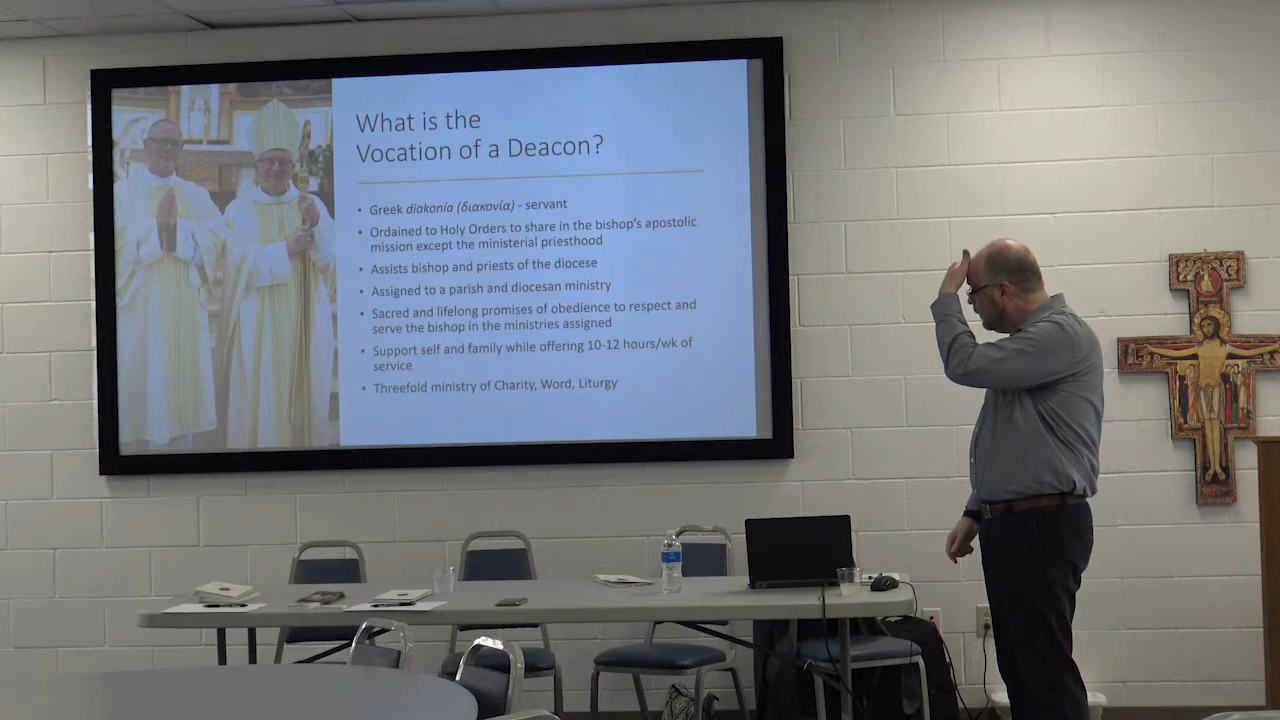 What is the
Vocation of a Deacon?
• Greek diakonía (διακονία) - servant
• Ordained to Holy Orders to share in the bishop's apostolic
mission except the ministerial priesthood
• Assists bishop and priests of the diocese
• Assigned to a parish and diocesan ministry
• Sacred and lifelong promises of obedience to respect and
serve the bishop in the ministries assigned
• Support self and family while offering 10-12 hours/wk of
service
• Threefold ministry of Charity, Word, Liturgy